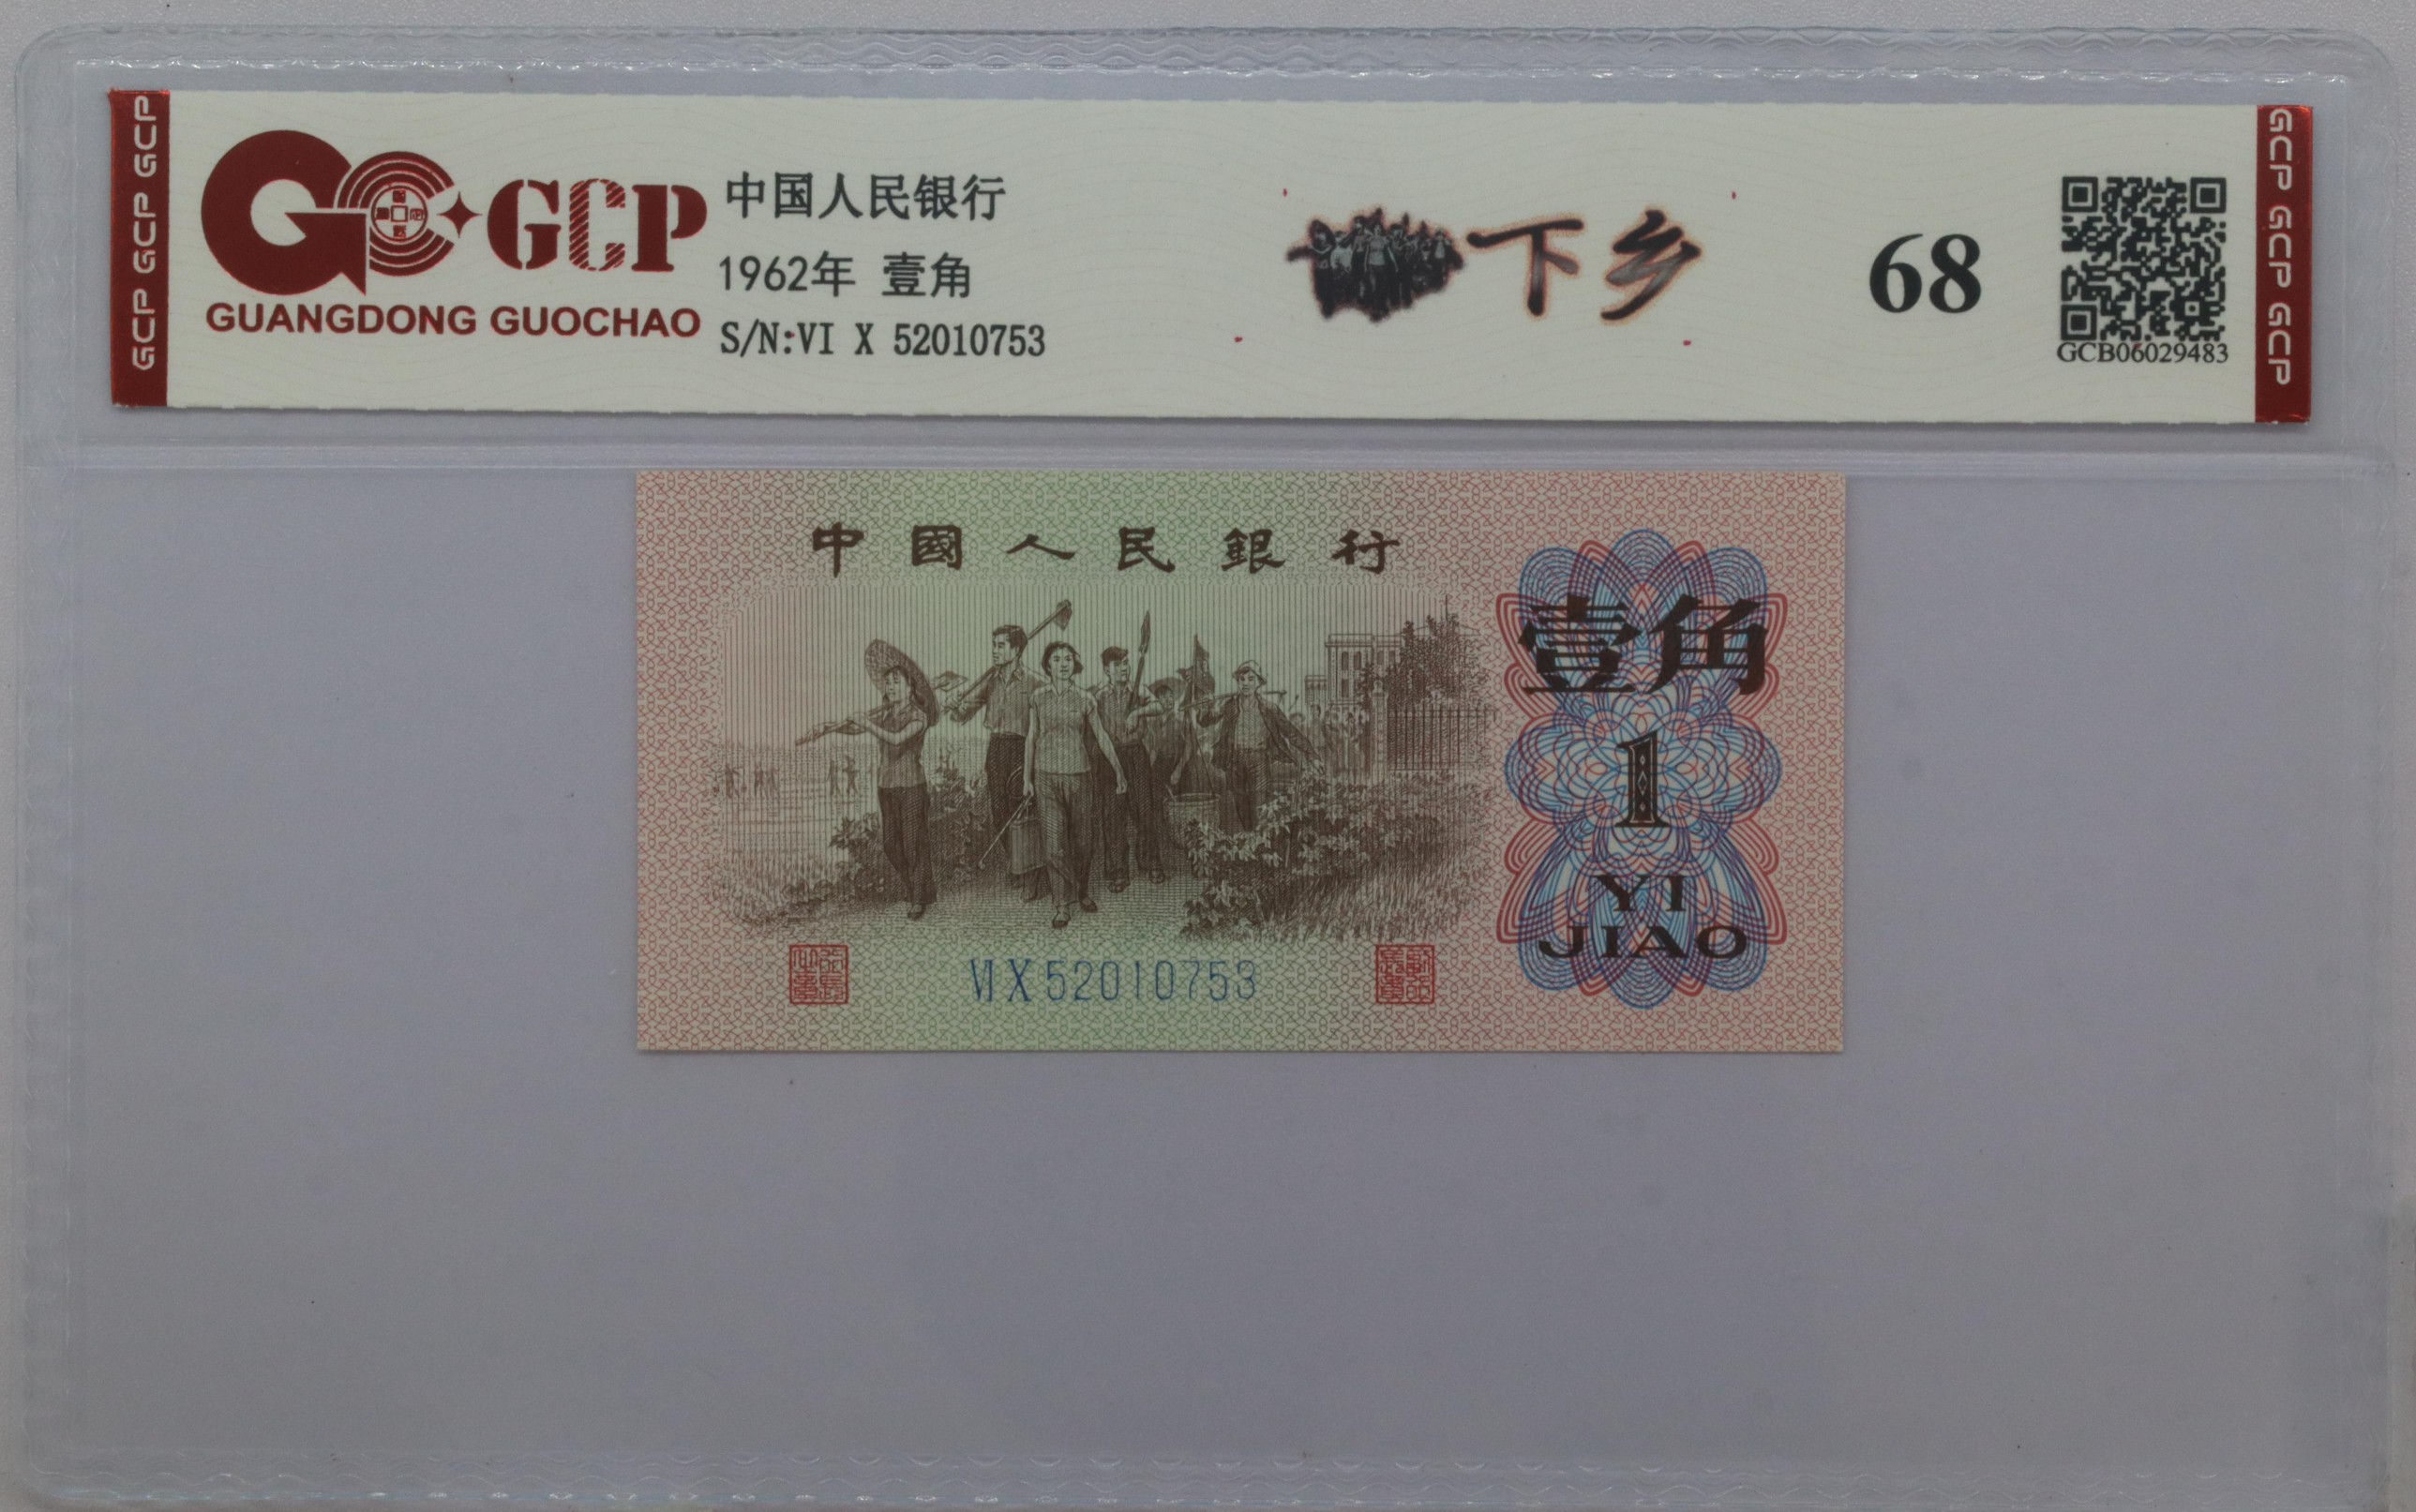 GCP GCP GCP
GCP
GUANGDONG GUOCHAO
中国人民银行
1962年 壹角
S/N:VI X 52010753
下乡
68
GCB06029483
GCP GCP GCP
中國人民銀行
壹角
1
YI
JIAO
VI X 52010753